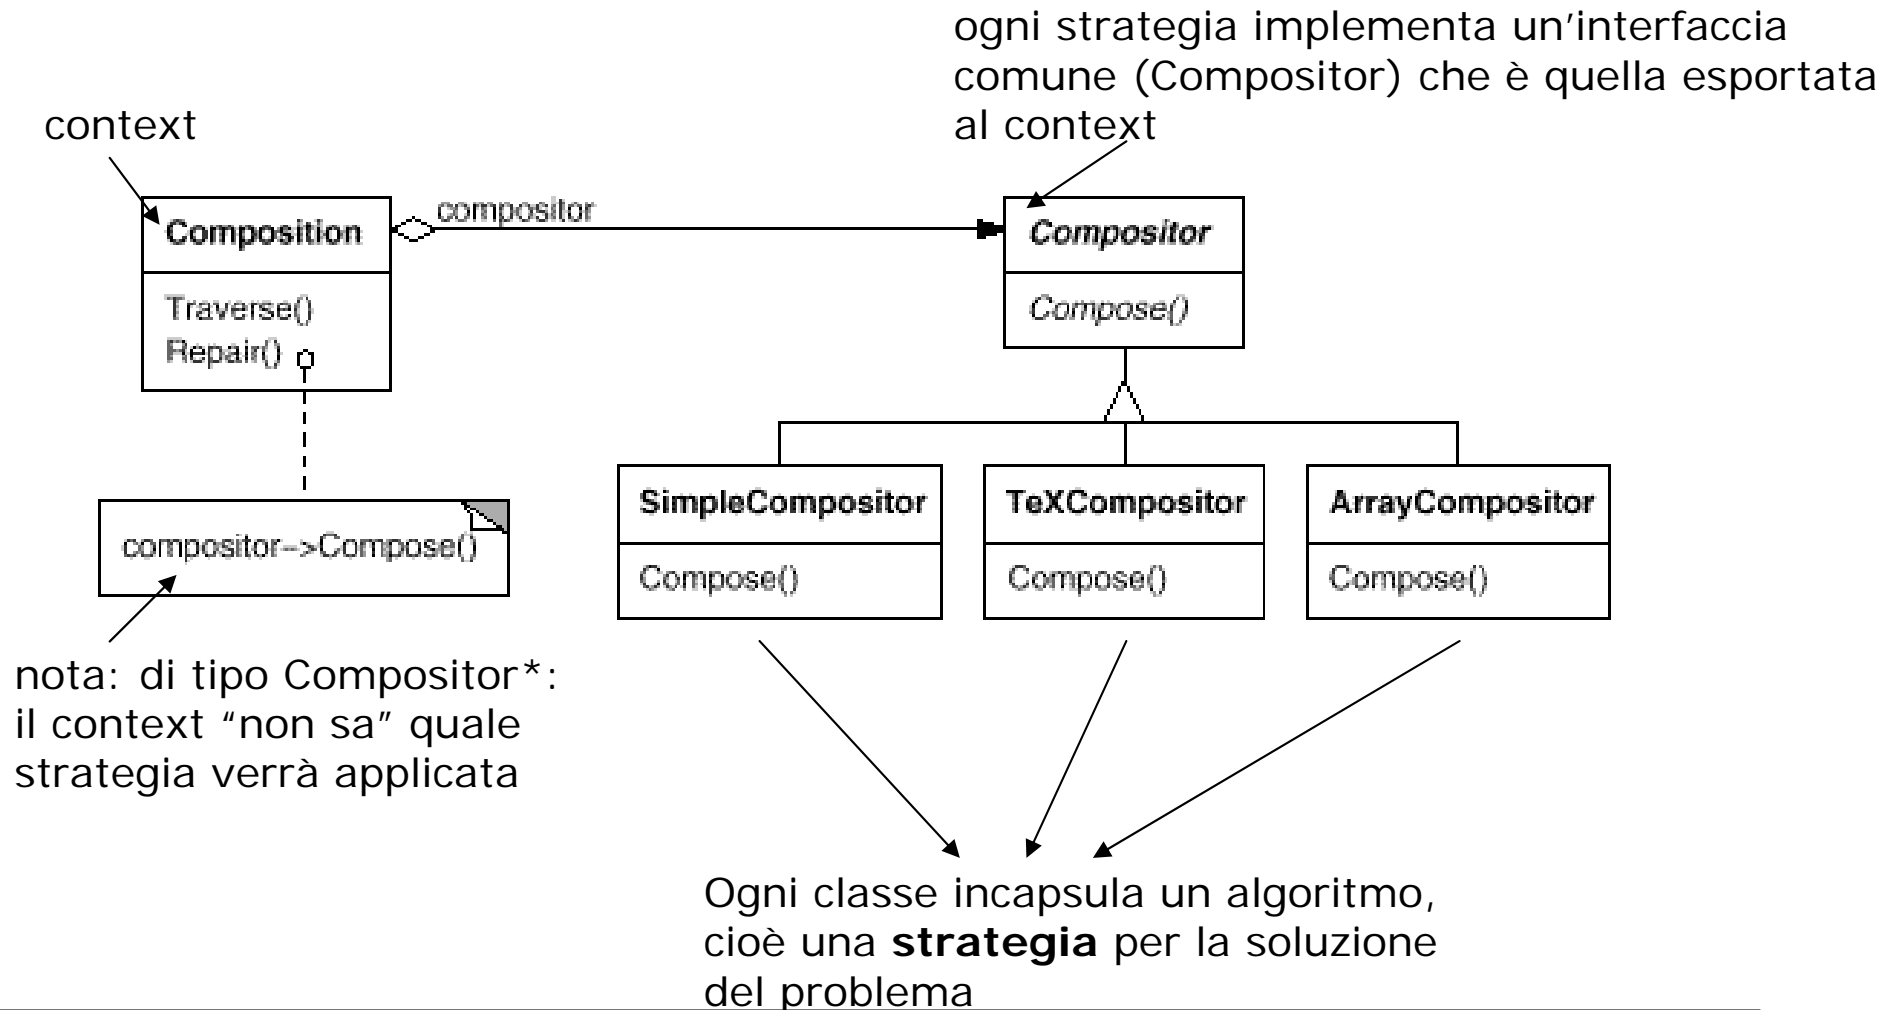 ogni strategia implementa un’interfaccia
comune (Compositor) che è quella esportata
al context
context
compositor
Composition
Traverse()
Repair()
Compositor
Compose()
compositor–>Compose()
SimpleCompositor
Compose()
TeXCompositor
Compose()
ArrayCompositor
Compose()
nota: di tipo Compositor*:
il context “non sa” quale
strategia verrà applicata
Ogni classe incapsula un algoritmo,
cioè una strategia per la soluzione
del problema